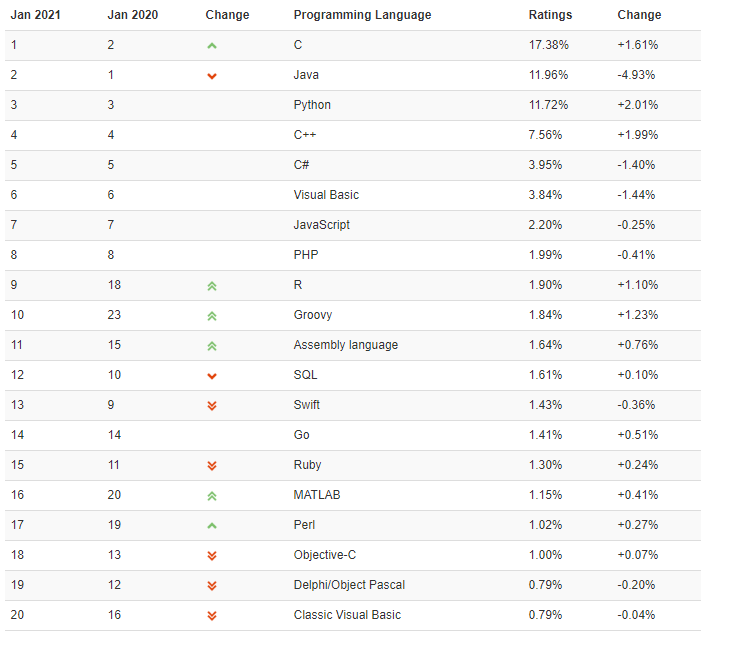 Jan 2021 Jan 2020 Change Programming Language Ratings Change
1 2 C 17.38% +1.61%
2 1 Java 11.96% -4.93%
3 3 Python 11.72% +2.01%
4 4 C++ 7.56% +1.99%
5 5 C# 3.95% -1.40%
6 6 Visual Basic 3.84% -1.44%
7 7 JavaScript 2.20% -0.25%
8 8 PHP 1.99% -0.41%
9 18 R 1.90% +1.10%
10 23 Groovy 1.84% +1.23%
11 15 Assembly language 1.64% +0.76%
12 10 SQL 1.61% +0.10%
13 9 Swift 1.43% -0.36%
14 14 Go 1.41% +0.51%
15 11 Ruby 1.30% +0.24%
16 20 MATLAB 1.15% +0.41%
17 19 Perl 1.02% +0.27%
18 13 Objective-C 1.00% +0.07%
19 12 Delphi/Object Pascal 0.79% -0.20%
20 16 Classic Visual Basic 0.79% -0.04%